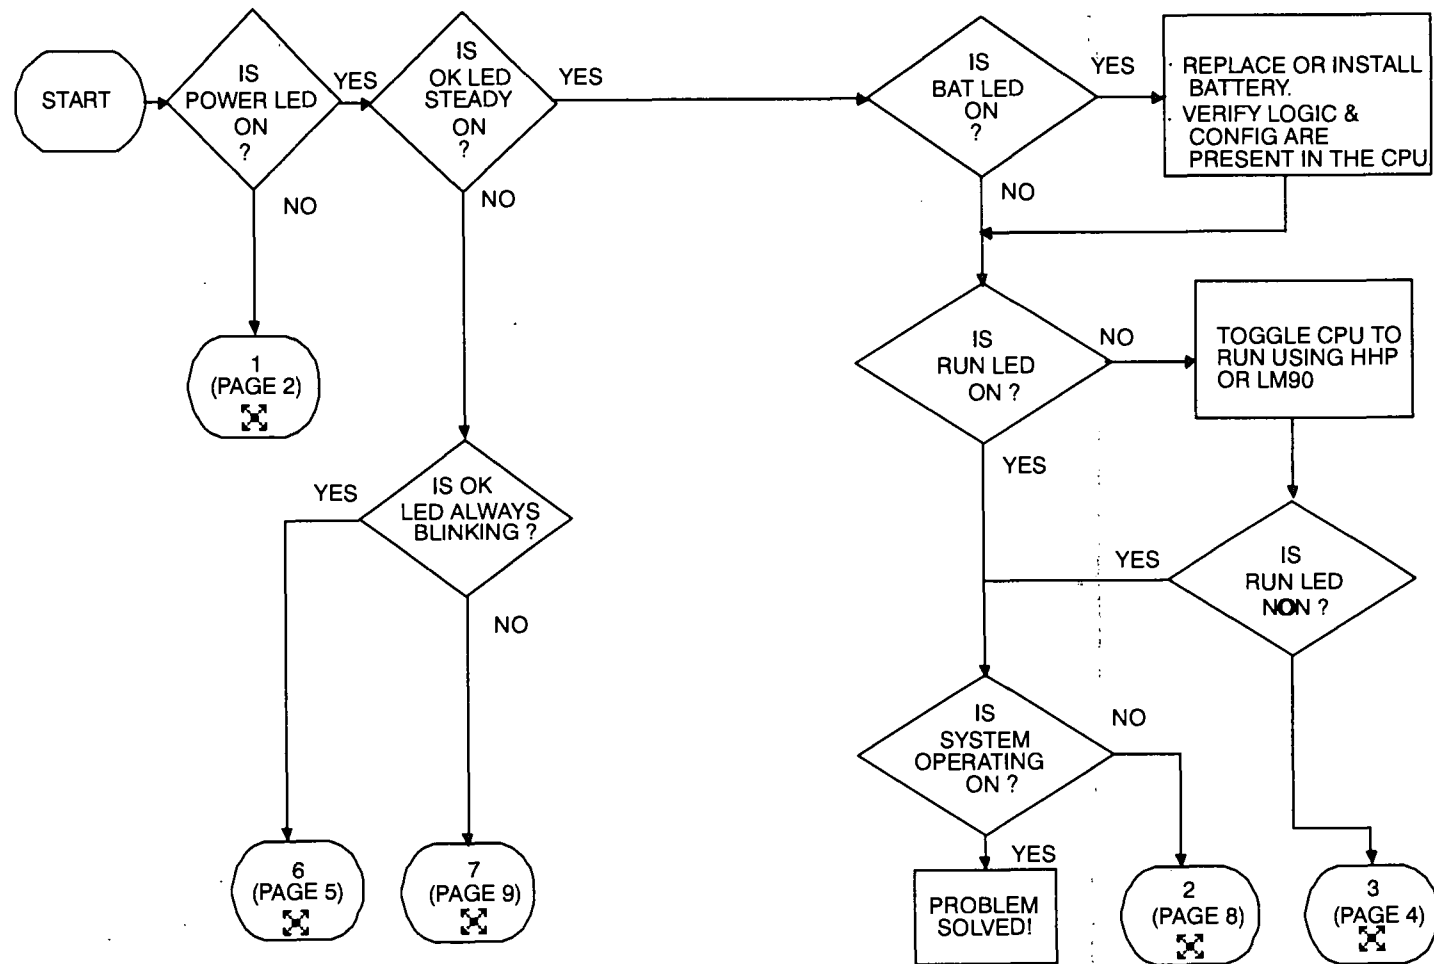 START
IS
POWER LED
ON
?
YES
NO
IS
OK LED
STEADY
ON
?
YES
NO
IS
BAT LED
ON
?
YES
NO
· REPLACE OR INSTALL
BATTERY.
· VERIFY LOGIC &
CONFIG ARE
PRESENT IN THE CPU.
1
(PAGE 2)
IS
RUN LED
ON ?
NO
YES
TOGGLE CPU TO
RUN USING HHP
OR LM90
IS OK
LED ALWAYS
BLINKING ?
YES
NO
IS
RUN LED
ON ?
YES
NO
IS
SYSTEM
OPERATING
ON ?
NO
YES
6
(PAGE 5)
7
(PAGE 9)
PROBLEM
SOLVED!
2
(PAGE 8)
3
(PAGE 4)